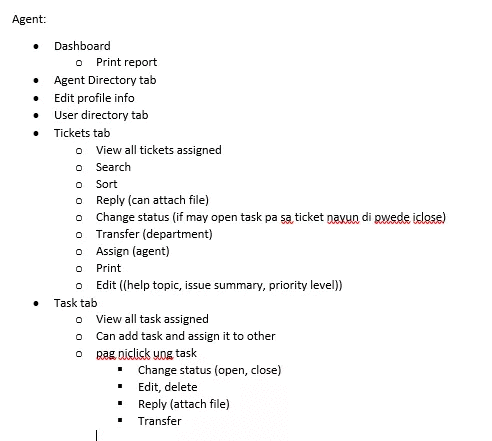 Agent:
• Dashboard
o Print report
• Agent Directory tab
• Edit profile info
• User directory tab
• Tickets tab
o View all tickets assigned
o Search
o Sort
o Reply (can attach file)
o Change status (if may open task pa sa ticket nayun di pwede iclose)
o Transfer (department)
o Assign (agent)
o Print
o Edit ((help topic, issue summary, priority level))
• Task tab
o View all task assigned
o Can add task and assign it to other
o pag niclick ung task
▪ Change status (open, close)
▪ Edit, delete
▪ Reply (attach file)
▪ Transfer